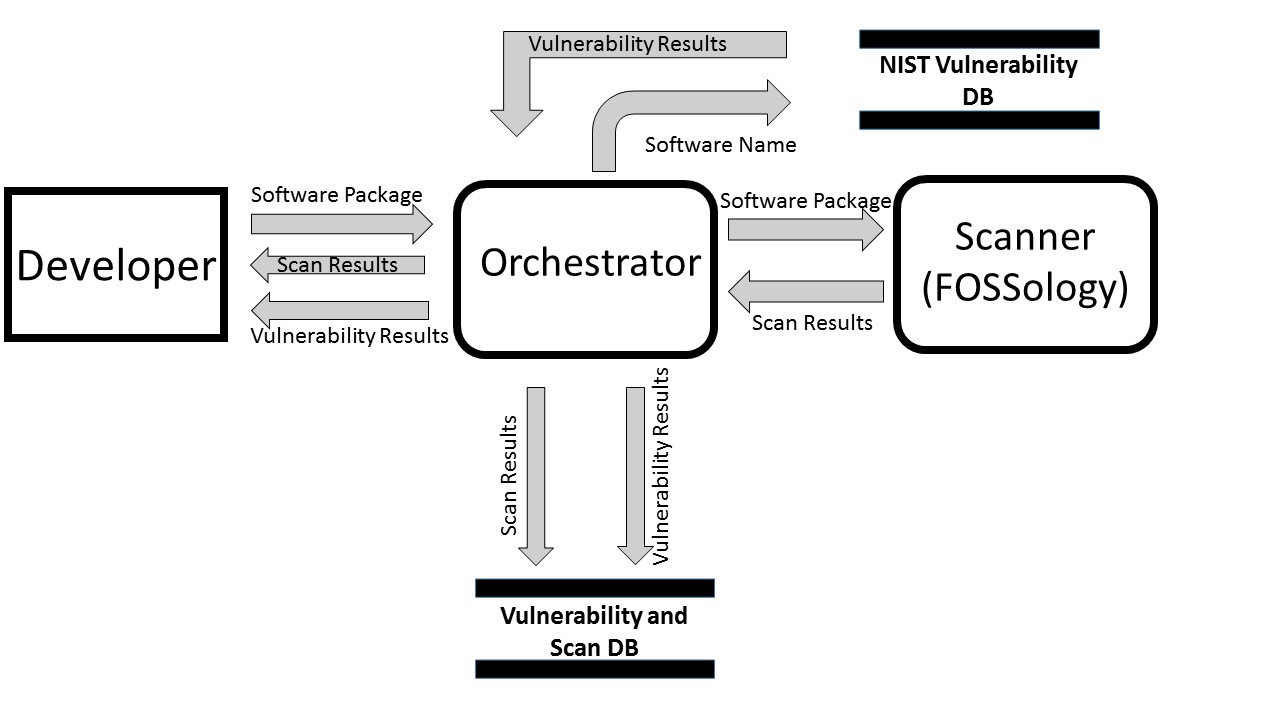 Vulnerability Results
NIST Vulnerability
DB
Software Name
Software Package
Scan Results
Vulnerability Results
Developer
Orchestrator
Software Package
Scan Results
Scanner
(FOSSology)
Scan Results
Vulnerability Results
Vulnerability and
Scan DB